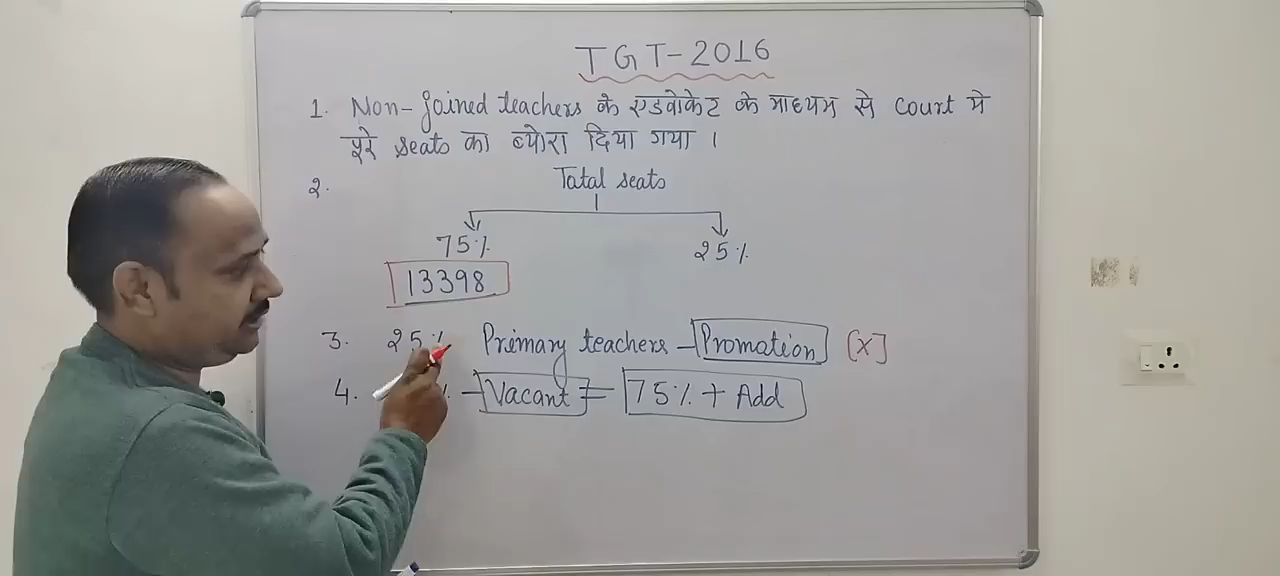 TGT-2016
1. Non-Joined teachers के एडवोकेट के माध्यम से court मे
पूरे seats का ब्योरा दिया गया ।
2. Tatal seats
75% 25%
13398
3. 25% Primary teachers - Promation [X]
4. % - Vacant = 75% + Add